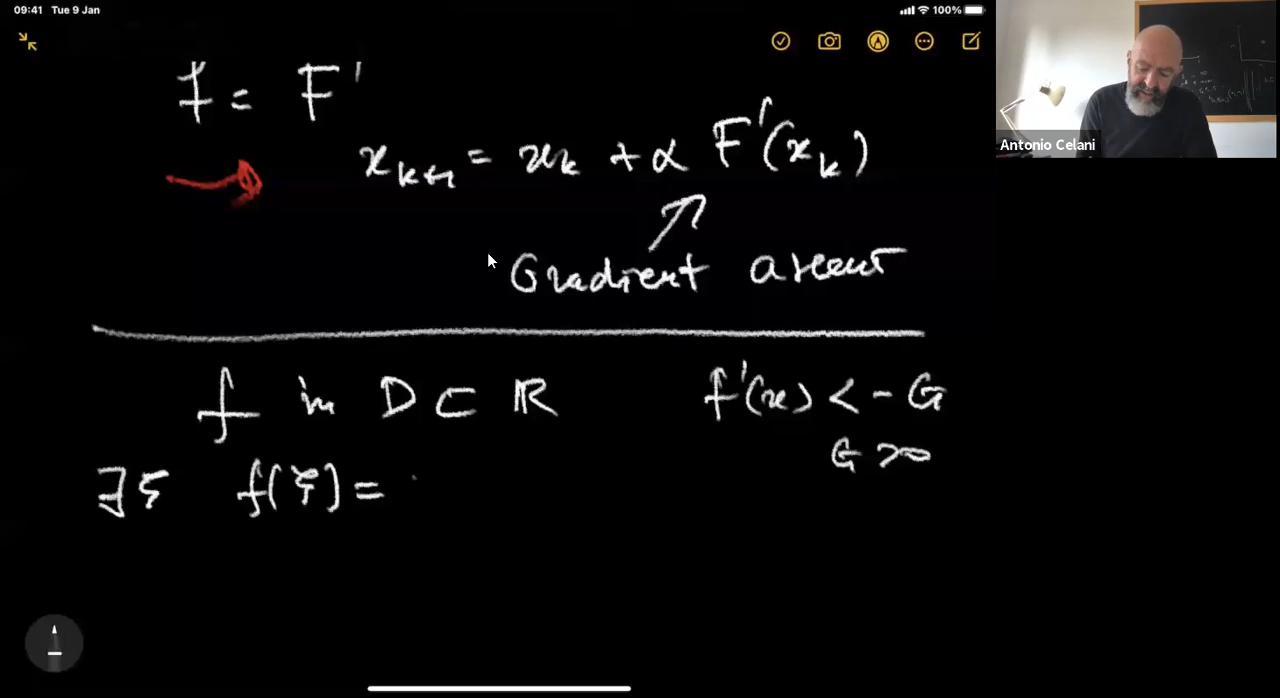 09:41 Tue 9 Jan
100%
f = F'
x_{k+1} = x_k + α F'(x_k)
Gradient ascent
Antonio Celani
f in D ⊂ ℝ f'(x) < - G
G > 0
∃ ξ f(ξ) =